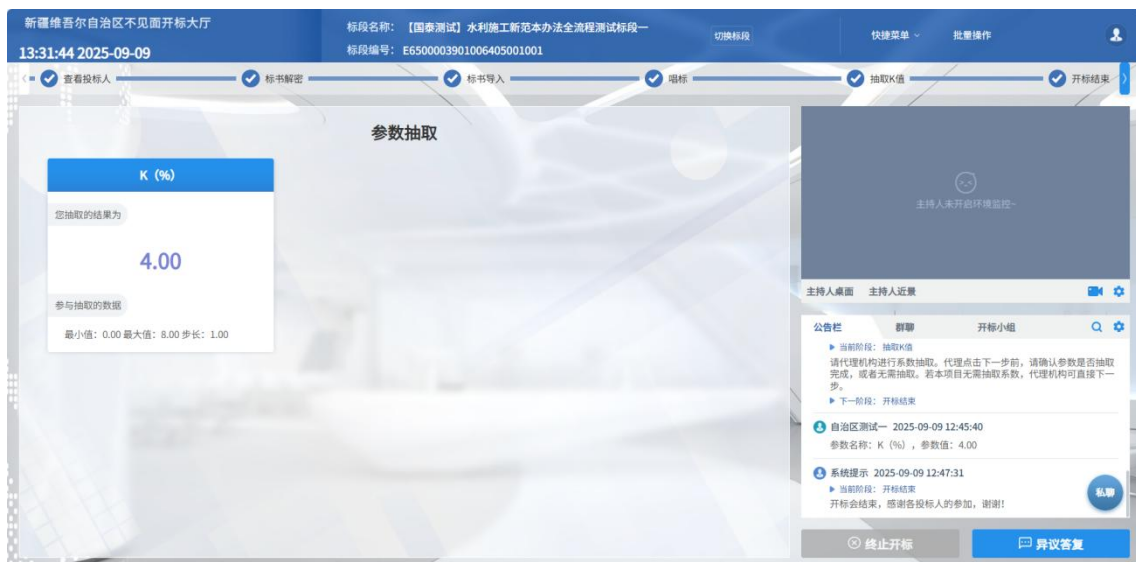 新疆维吾尔自治区不见面开标大厅
13:31:44 2025-09-09
标段名称： 【国泰测试】水利施工新范本办法全流程测试标段一
标段编号： E6500003901006405001001
切换标段
快捷菜单
批量操作
查看投标人
标书解密
标书导入
唱标
抽取K值
开标结束
参数抽取
K（%）
您抽取的结果为
4.00
参与抽取的数据
最小值：0.00 最大值：8.00 步长：1.00
主持人未开启环境监控~
主持人桌面 主持人近景
公告栏 群聊 开标小组
当前阶段： 抽取K值
请代理机构进行系数抽取。代理点击下一步前，请确认参数是否抽取
完成，或者无需抽取。若本项目无需抽取系数，代理机构可直接下一
步。
下一阶段： 开标结束
自治区测试一 2025-09-09 12:45:40
参数名称：K（%），参数值：4.00
系统提示 2025-09-09 12:47:31
当前阶段： 开标结束
开标会结束，感谢各投标人的参加，谢谢！
私聊
终止开标
异议答复